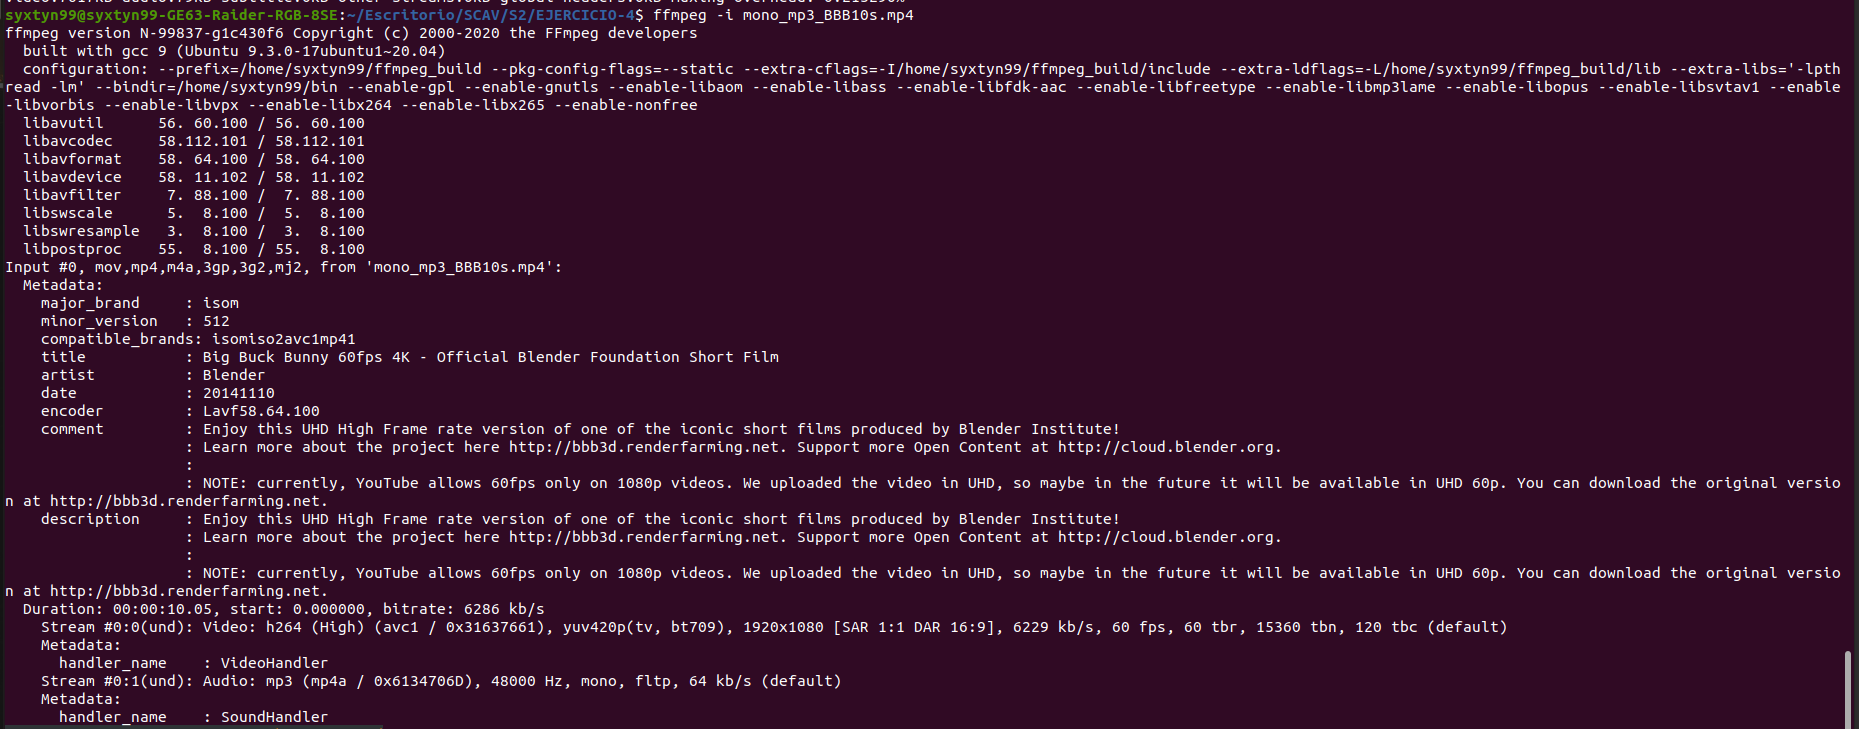 syxtyn99@syxtyn99-GE63-Raider-RGB-8SE:~/Escritorio/SCAV/S2/EJERCICIO-4$ ffmpeg -i mono_mp3_BBB10s.mp4
ffmpeg version N-99837-g1c430f6 Copyright (c) 2000-2020 the FFmpeg developers
  built with gcc 9 (Ubuntu 9.3.0-17ubuntu1~20.04)
  configuration: --prefix=/home/syxtyn99/ffmpeg_build --pkg-config-flags=--static --extra-cflags=-I/home/syxtyn99/ffmpeg_build/include --extra-ldflags=-L/home/syxtyn99/ffmpeg_build/lib --extra-libs='-lpth
read -lm' --bindir=/home/syxtyn99/bin --enable-gpl --enable-gnutls --enable-libaom --enable-libass --enable-libfdk-aac --enable-libfreetype --enable-libmp3lame --enable-libopus --enable-libsvtav1 --enable
-libvorbis --enable-libvpx --enable-libx264 --enable-libx265 --enable-nonfree
  libavutil      56. 60.100 / 56. 60.100
  libavcodec     58.112.101 / 58.112.101
  libavformat    58. 64.100 / 58. 64.100
  libavdevice    58. 11.102 / 58. 11.102
  libavfilter     7. 88.100 /  7. 88.100
  libswscale      5.  8.100 /  5.  8.100
  libswresample   3.  8.100 /  3.  8.100
  libpostproc    55.  8.100 / 55.  8.100
Input #0, mov,mp4,m4a,3gp,3g2,mj2, from 'mono_mp3_BBB10s.mp4':
  Metadata:
    major_brand     : isom
    minor_version   : 512
    compatible_brands: isomiso2avc1mp41
    title           : Big Buck Bunny 60fps 4K - Official Blender Foundation Short Film
    artist          : Blender
    date            : 20141110
    encoder         : Lavf58.64.100
    comment         : Enjoy this UHD High Frame rate version of one of the iconic short films produced by Blender Institute!
                    : Learn more about the project here http://bbb3d.renderfarming.net. Support more Open Content at http://cloud.blender.org.
                    :
                    : NOTE: currently, YouTube allows 60fps only on 1080p videos. We uploaded the video in UHD, so maybe in the future it will be available in UHD 60p. You can download the original versio
n at http://bbb3d.renderfarming.net.
    description     : Enjoy this UHD High Frame rate version of one of the iconic short films produced by Blender Institute!
                    : Learn more about the project here http://bbb3d.renderfarming.net. Support more Open Content at http://cloud.blender.org.
                    :
                    : NOTE: currently, YouTube allows 60fps only on 1080p videos. We uploaded the video in UHD, so maybe in the future it will be available in UHD 60p. You can download the original versio
n at http://bbb3d.renderfarming.net.
  Duration: 00:00:10.05, start: 0.000000, bitrate: 6286 kb/s
    Stream #0:0(und): Video: h264 (High) (avc1 / 0x31637661), yuv420p(tv, bt709), 1920x1080 [SAR 1:1 DAR 16:9], 6229 kb/s, 60 fps, 60 tbr, 15360 tbn, 120 tbc (default)
    Metadata:
      handler_name    : VideoHandler
    Stream #0:1(und): Audio: mp3 (mp4a / 0x6134706D), 48000 Hz, mono, fltp, 64 kb/s (default)
    Metadata:
      handler_name    : SoundHandler